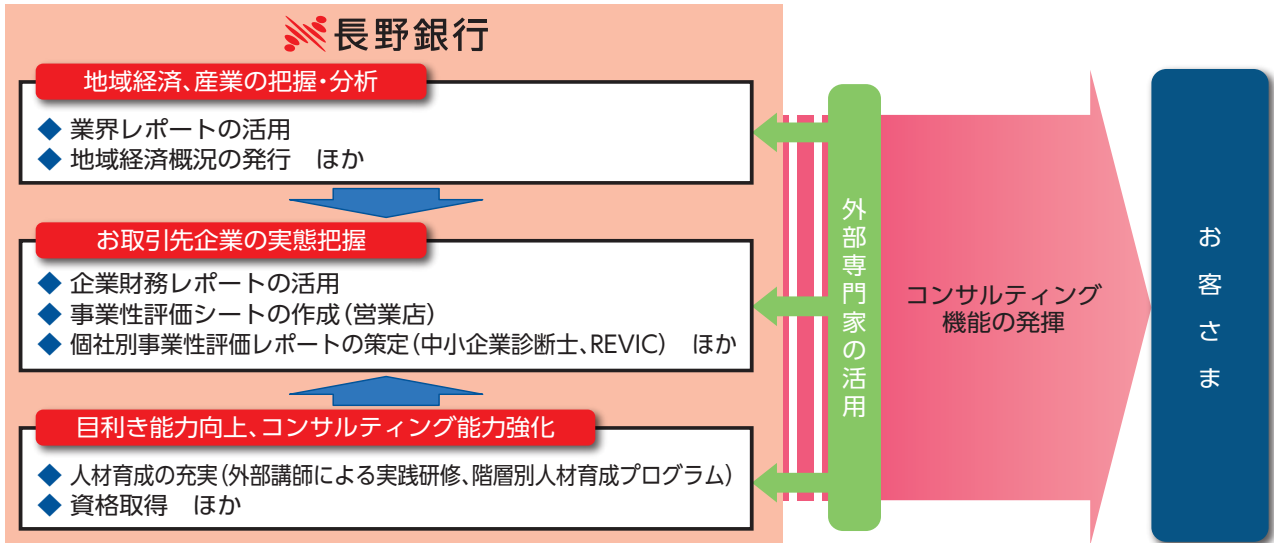 長野銀行
地域経済、産業の把握・分析
◆ 業界レポートの活用
◆ 地域経済概況の発行　ほか
お取引先企業の実態把握
◆ 企業財務レポートの活用
◆ 事業性評価シートの作成(営業店)
◆ 個社別事業性評価レポートの策定(中小企業診断士、REVIC)　ほか
目利き能力向上、コンサルティング能力強化
◆ 人材育成の充実(外部講師による実践研修、階層別人材育成プログラム)
◆ 資格取得　ほか
外部専門家の活用
コンサルティング
機能の発揮
お客さま